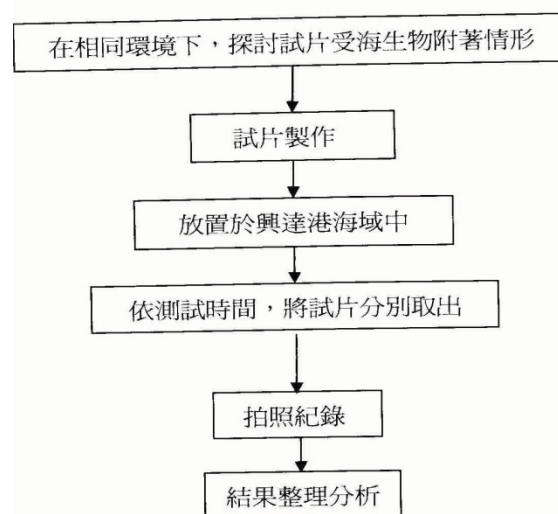 在相同環境下，探討試片受海生物附著情形
試片製作
放置於興達港海域中
依測試時間，將試片分別取出
拍照紀錄
結果整理分析